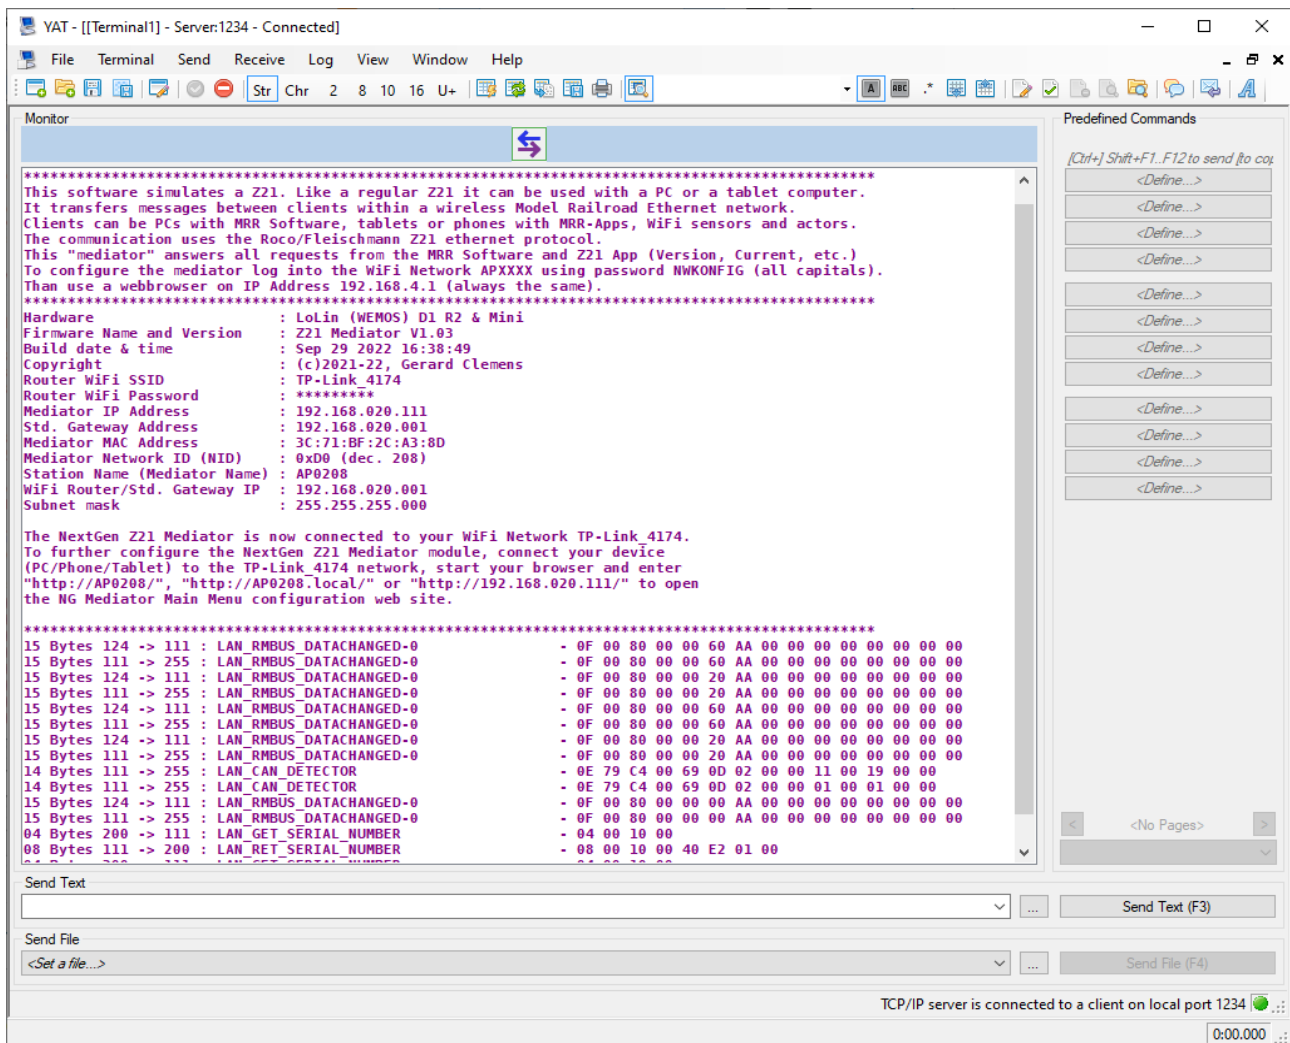 YAT - [[Terminal1] - Server:1234 - Connected]
File Terminal Send Receive Log View Window Help
Str Chr 2 8 10 16 U+ A ABC .* A
Monitor
Predefined Commands
[Ctrl+] Shift+F1..F12 to send [to cop
****************************************************************************************************
This software simulates a Z21. Like a regular Z21 it can be used with a PC or a tablet computer.
It transfers messages between clients within a wireless Model Railroad Ethernet network.
Clients can be PCs with MRR Software, tablets or phones with MRR-Apps, WiFi sensors and actors.
The communication uses the Roco/Fleischmann Z21 ethernet protocol.
This "mediator" answers all requests from the MRR Software and Z21 App (Version, Current, etc.)
To configure the mediator log into the WiFi Network APXXXX using password NWKONFIG (all capitals).
Than use a webbrowser on IP Address 192.168.4.1 (always the same).
****************************************************************************************************
Hardware : LoLin (WEMOS) D1 R2 & Mini
Firmware Name and Version : Z21 Mediator V1.03
Build date & time : Sep 29 2022 16:38:49
Copyright : (c)2021-22, Gerard Clemens
Router WiFi SSID : TP-Link_4174
Router WiFi Password : *********
Mediator IP Address : 192.168.020.111
Std. Gateway Address : 192.168.020.001
Mediator MAC Address : 3C:71:BF:2C:A3:8D
Mediator Network ID (NID) : 0xD0 (dec. 208)
Station Name (Mediator Name) : AP0208
WiFi Router/Std. Gateway IP : 192.168.020.001
Subnet mask : 255.255.255.000
The NextGen Z21 Mediator is now connected to your WiFi Network TP-Link_4174.
To further configure the NextGen Z21 Mediator module, connect your device
(PC/Phone/Tablet) to the TP-Link_4174 network, start your browser and enter
"http://AP0208/", "http://AP0208.local/" or "http://192.168.020.111/" to open
the NG Mediator Main Menu configuration web site.
****************************************************************************************************
15 Bytes 124 -> 111 : LAN_RMBUS_DATACHANGED-0 - 0F 00 80 00 00 60 AA 00 00 00 00 00 00 00 00
15 Bytes 111 -> 255 : LAN_RMBUS_DATACHANGED-0 - 0F 00 80 00 00 60 AA 00 00 00 00 00 00 00 00
15 Bytes 124 -> 111 : LAN_RMBUS_DATACHANGED-0 - 0F 00 80 00 00 20 AA 00 00 00 00 00 00 00 00
15 Bytes 111 -> 255 : LAN_RMBUS_DATACHANGED-0 - 0F 00 80 00 00 20 AA 00 00 00 00 00 00 00 00
15 Bytes 124 -> 111 : LAN_RMBUS_DATACHANGED-0 - 0F 00 80 00 00 60 AA 00 00 00 00 00 00 00 00
15 Bytes 111 -> 255 : LAN_RMBUS_DATACHANGED-0 - 0F 00 80 00 00 60 AA 00 00 00 00 00 00 00 00
15 Bytes 124 -> 111 : LAN_RMBUS_DATACHANGED-0 - 0F 00 80 00 00 20 AA 00 00 00 00 00 00 00 00
15 Bytes 111 -> 255 : LAN_RMBUS_DATACHANGED-0 - 0F 00 80 00 00 20 AA 00 00 00 00 00 00 00 00
14 Bytes 111 -> 255 : LAN_CAN_DETECTOR - 0E 79 C4 00 69 0D 02 00 00 11 00 19 00 00
14 Bytes 111 -> 255 : LAN_CAN_DETECTOR - 0E 79 C4 00 69 0D 02 00 00 01 00 01 00 00
15 Bytes 124 -> 111 : LAN_RMBUS_DATACHANGED-0 - 0F 00 80 00 00 00 AA 00 00 00 00 00 00 00 00
15 Bytes 111 -> 255 : LAN_RMBUS_DATACHANGED-0 - 0F 00 80 00 00 00 AA 00 00 00 00 00 00 00 00
04 Bytes 200 -> 111 : LAN_GET_SERIAL_NUMBER - 04 00 10 00
08 Bytes 111 -> 200 : LAN_RET_SERIAL_NUMBER - 08 00 10 00 40 E2 01 00
<Define...>
<Define...>
<Define...>
<Define...>
<Define...>
<Define...>
<Define...>
<Define...>
<Define...>
<Define...>
<Define...>
<Define...>
< <No Pages> >
Send Text
... Send Text (F3)
Send File
<Set a file...> ... Send File (F4)
TCP/IP server is connected to a client on local port 1234
0:00.000